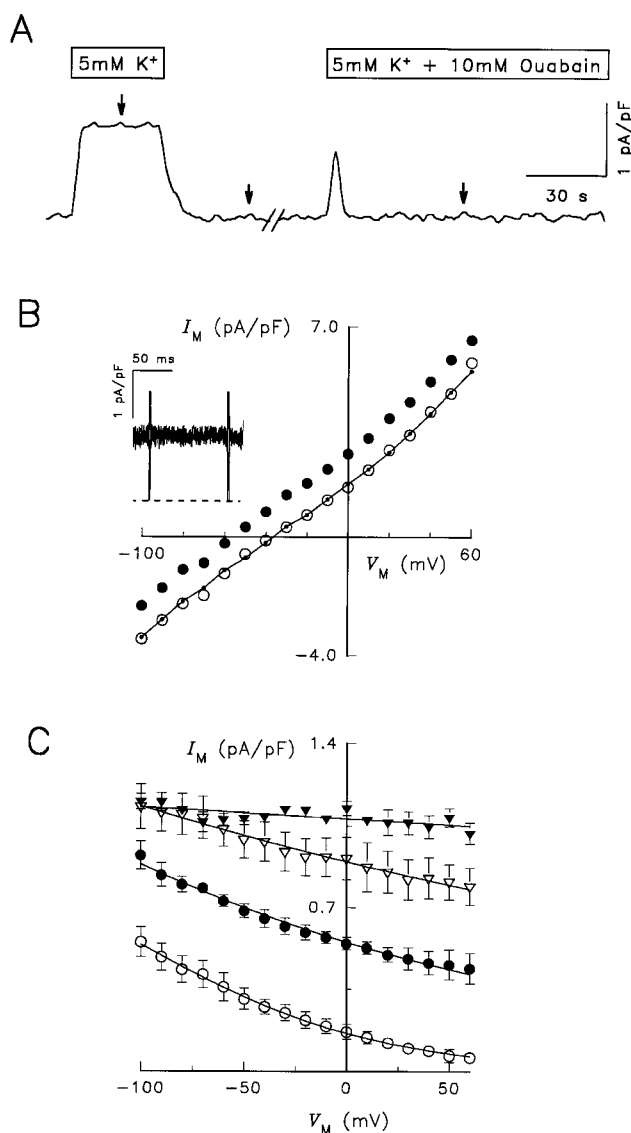 A
5mM K⁺
5mM K⁺ + 10mM Ouabain
1 pA/pF
30 s
B
I_M (pA/pF)
7.0
50 ms
1 pA/pF
-100
V_M (mV)
60
-4.0
C
I_M (pA/pF)
1.4
0.7
-100
-50
0
50
V_M (mV)